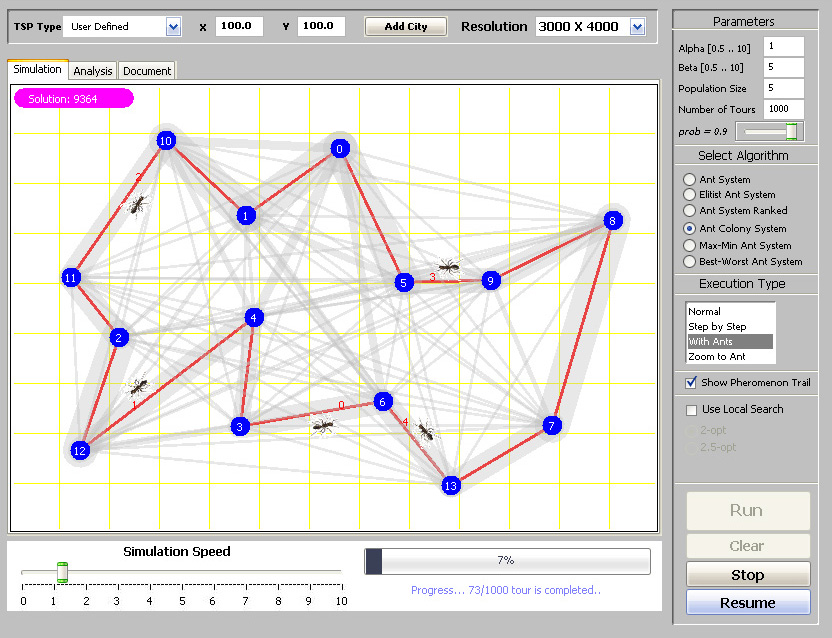 TSP Type User Defined X 100.0 Y 100.0 Add City Resolution 3000 X 4000
Simulation Analysis Document
Solution: 9364
10
0
1
2
8
11
5
3
9
4
2
1
6
0
3
4
7
12
13
Simulation Speed
0 1 2 3 4 5 6 7 8 9 10
7%
Progress... 73/1000 tour is completed..
Parameters
Alpha [0.5 .. 10] 1
Beta [0.5 .. 10] 5
Population Size 5
Number of Tours 1000
prob = 0.9
Select Algorithm
Ant System
Elitist Ant System
Ant System Ranked
Ant Colony System
Max-Min Ant System
Best-Worst Ant System
Execution Type
Normal
Step by Step
With Ants
Zoom to Ant
Show Pheromenon Trail
Use Local Search
2-opt
2.5-opt
Run
Clear
Stop
Resume